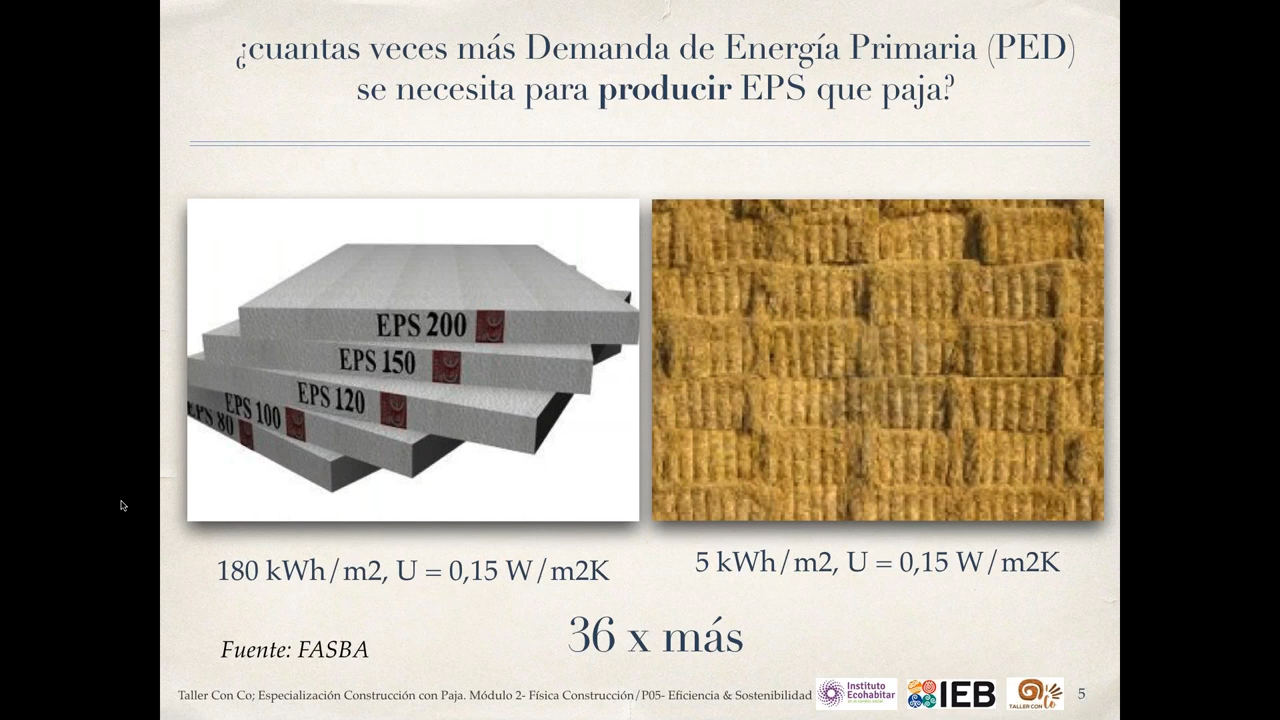 ¿cuantas veces más Demanda de Energía Primaria (PED)
se necesita para producir EPS que paja?
EPS 200
EPS 150
EPS 120
EPS 100
EPS 80
180 kWh/m2, U = 0,15 W/m2K
5 kWh/m2, U = 0,15 W/m2K
36 x más
Fuente: FASBA
Taller Con Co; Especialización Construcción con Paja. Módulo 2- Física Construcción/P05- Eficiencia & Sostenibilidad
Instituto
Ecohabitar
IEB
TALLER CON
Co
5